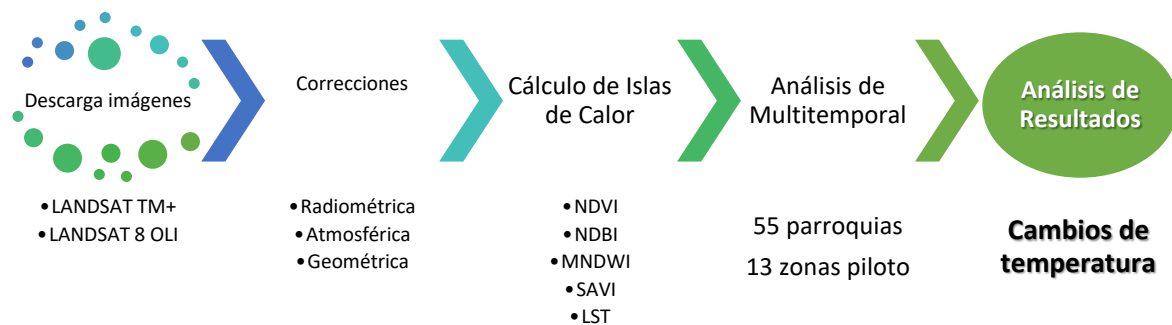 Descarga imágenes
•LANDSAT TM+
•LANDSAT 8 OLI
Correcciones
•Radiométrica
•Atmosférica
•Geométrica
Cálculo de Islas
de Calor
•NDVI
•NDBI
•MNDWI
•SAVI
•LST
Análisis de
Multitemporal
55 parroquias
13 zonas piloto
Análisis de
Resultados
Cambios de
temperatura